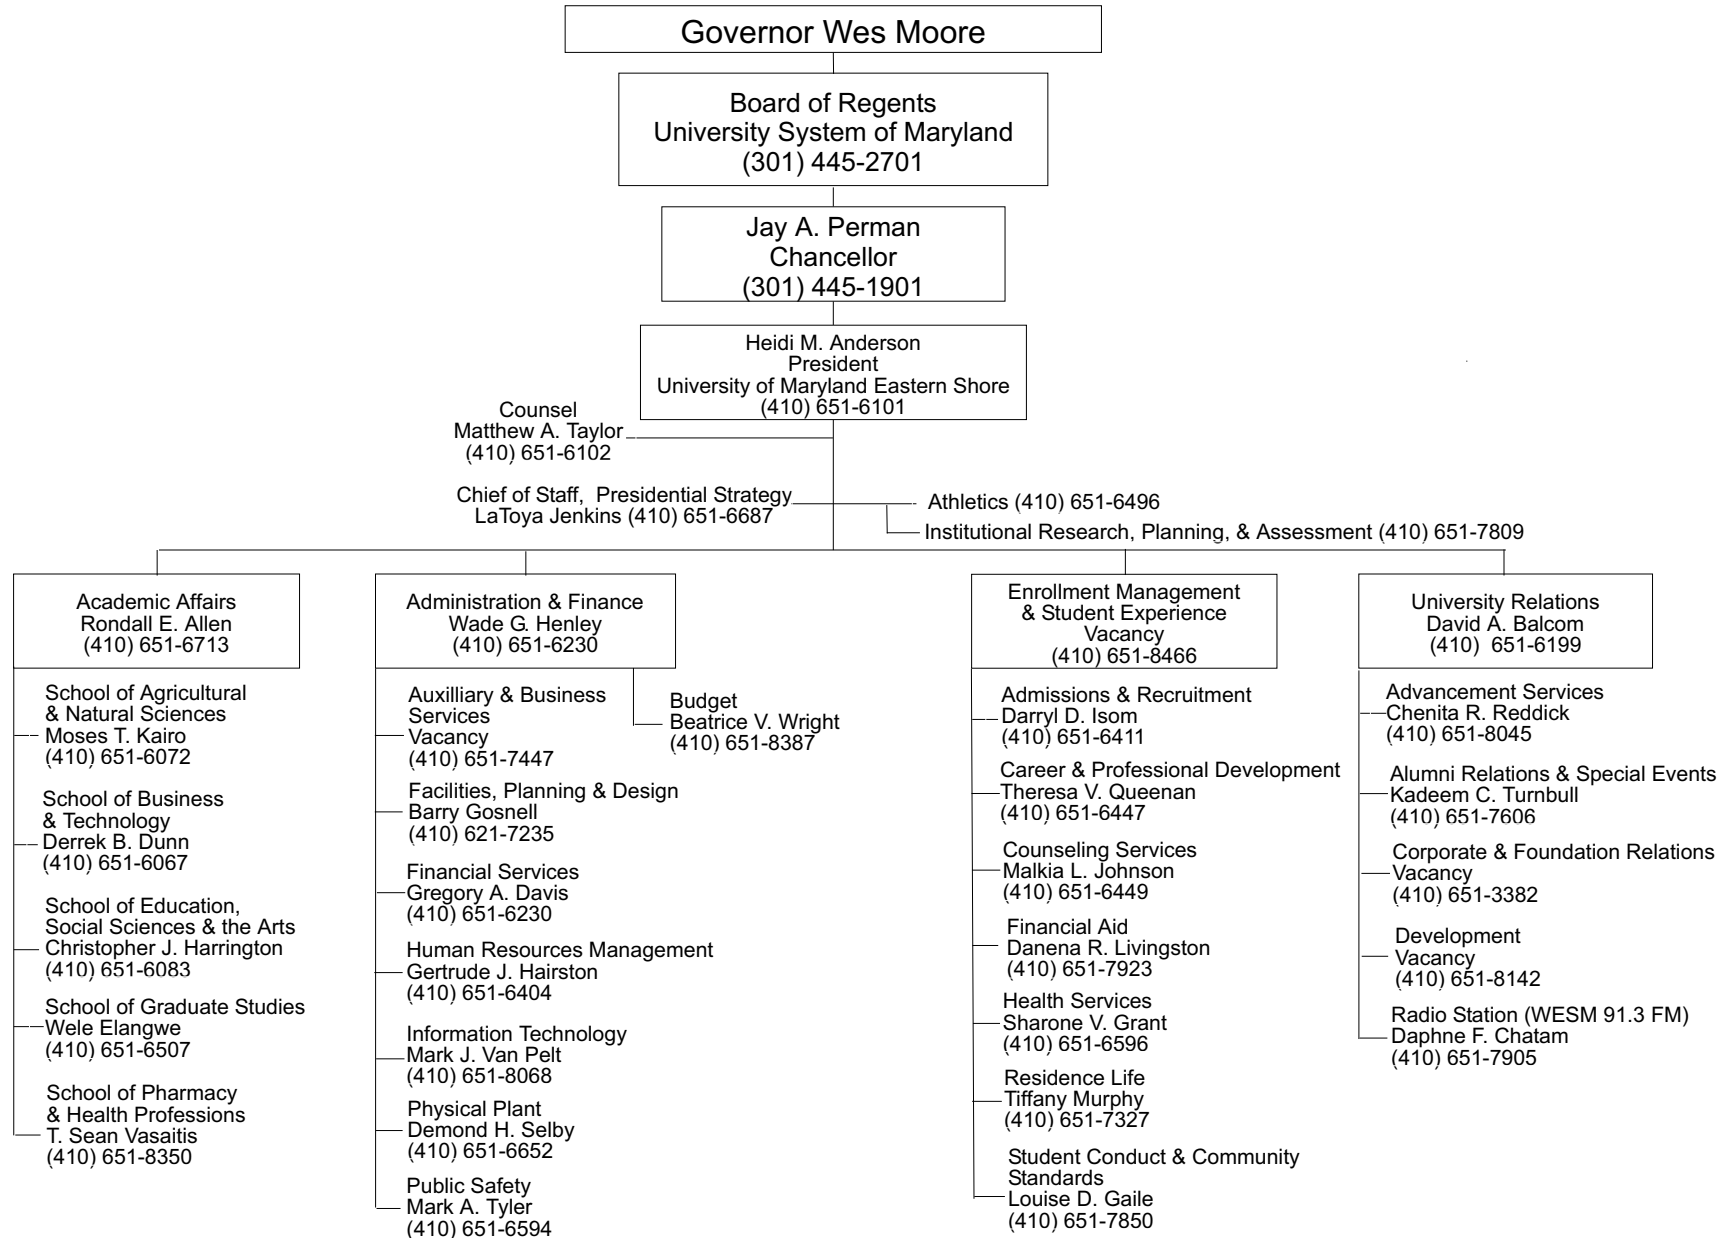 Governor Wes Moore
Board of Regents
University System of Maryland
(301) 445-2701
Jay A. Perman
Chancellor
(301) 445-1901
Heidi M. Anderson
President
University of Maryland Eastern Shore
(410) 651-6101
Counsel
Matthew A. Taylor
(410) 651-6102
Chief of Staff, Presidential Strategy
LaToya Jenkins (410) 651-6687
Athletics (410) 651-6496
Institutional Research, Planning, & Assessment (410) 651-7809
Academic Affairs
Rondall E. Allen
(410) 651-6713
School of Agricultural
& Natural Sciences
Moses T. Kairo
(410) 651-6072
School of Business
& Technology
Derrek B. Dunn
(410) 651-6067
School of Education,
Social Sciences & the Arts
Christopher J. Harrington
(410) 651-6083
School of Graduate Studies
Wele Elangwe
(410) 651-6507
School of Pharmacy
& Health Professions
T. Sean Vasaitis
(410) 651-8350
Administration & Finance
Wade G. Henley
(410) 651-6230
Auxilliary & Business
Services
Vacancy
(410) 651-7447
Budget
Beatrice V. Wright
(410) 651-8387
Facilities, Planning & Design
Barry Gosnell
(410) 621-7235
Financial Services
Gregory A. Davis
(410) 651-6230
Human Resources Management
Gertrude J. Hairston
(410) 651-6404
Information Technology
Mark J. Van Pelt
(410) 651-8068
Physical Plant
Demond H. Selby
(410) 651-6652
Public Safety
Mark A. Tyler
(410) 651-6594
Enrollment Management
& Student Experience
Vacancy
(410) 651-8466
Admissions & Recruitment
Darryl D. Isom
(410) 651-6411
Career & Professional Development
Theresa V. Queenan
(410) 651-6447
Counseling Services
Malkia L. Johnson
(410) 651-6449
Financial Aid
Danena R. Livingston
(410) 651-7923
Health Services
Sharone V. Grant
(410) 651-6596
Residence Life
Tiffany Murphy
(410) 651-7327
Student Conduct & Community
Standards
Louise D. Gaile
(410) 651-7850
University Relations
David A. Balcom
(410) 651-6199
Advancement Services
Chenita R. Reddick
(410) 651-8045
Alumni Relations & Special Events
Kadeem C. Turnbull
(410) 651-7606
Corporate & Foundation Relations
Vacancy
(410) 651-3382
Development
Vacancy
(410) 651-8142
Radio Station (WESM 91.3 FM)
Daphne F. Chatam
(410) 651-7905